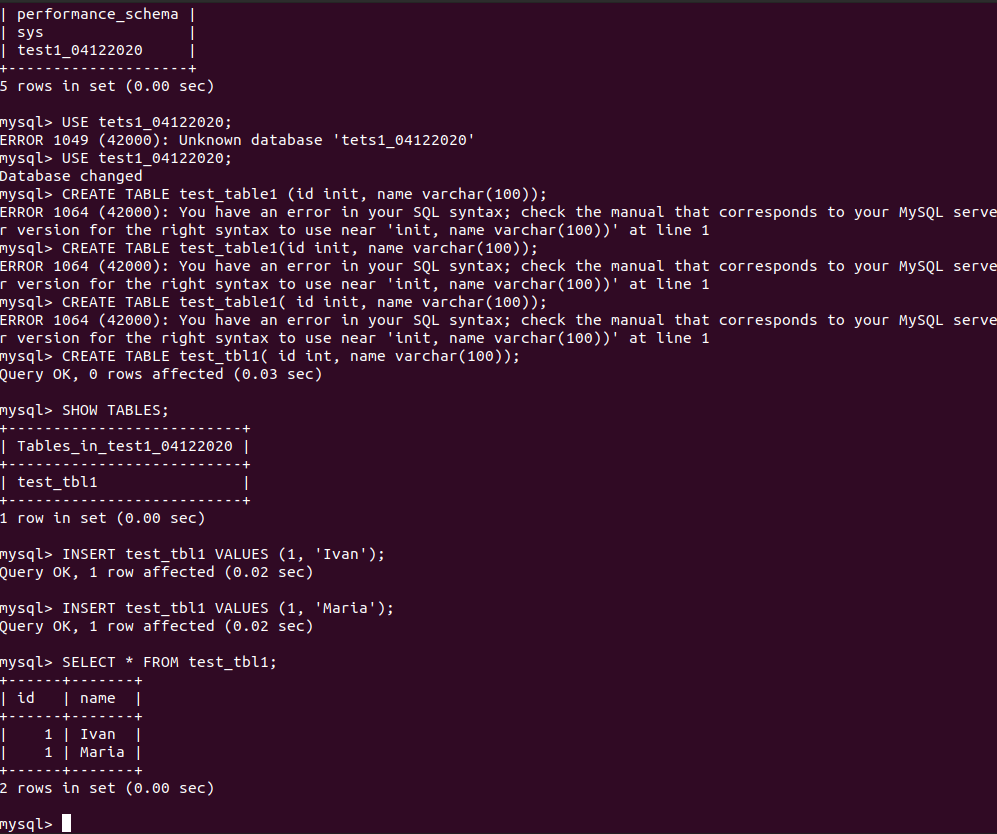 | performance_schema |
| sys                |
| test1_04122020     |
+--------------------+
5 rows in set (0.00 sec)

mysql> USE tets1_04122020;
ERROR 1049 (42000): Unknown database 'tets1_04122020'
mysql> USE test1_04122020;
Database changed
mysql> CREATE TABLE test_table1 (id init, name varchar(100));
ERROR 1064 (42000): You have an error in your SQL syntax; check the manual that corresponds to your MySQL serve
r version for the right syntax to use near 'init, name varchar(100))' at line 1
mysql> CREATE TABLE test_table1(id init, name varchar(100));
ERROR 1064 (42000): You have an error in your SQL syntax; check the manual that corresponds to your MySQL serve
r version for the right syntax to use near 'init, name varchar(100))' at line 1
mysql> CREATE TABLE test_table1( id init, name varchar(100));
ERROR 1064 (42000): You have an error in your SQL syntax; check the manual that corresponds to your MySQL serve
r version for the right syntax to use near 'init, name varchar(100))' at line 1
mysql> CREATE TABLE test_tbl1( id int, name varchar(100));
Query OK, 0 rows affected (0.03 sec)

mysql> SHOW TABLES;
+--------------------------+
| Tables_in_test1_04122020 |
+--------------------------+
| test_tbl1                |
+--------------------------+
1 row in set (0.00 sec)

mysql> INSERT test_tbl1 VALUES (1, 'Ivan');
Query OK, 1 row affected (0.02 sec)

mysql> INSERT test_tbl1 VALUES (1, 'Maria');
Query OK, 1 row affected (0.02 sec)

mysql> SELECT * FROM test_tbl1;
+------+-------+
| id   | name  |
+------+-------+
|    1 | Ivan  |
|    1 | Maria |
+------+-------+
2 rows in set (0.00 sec)

mysql>